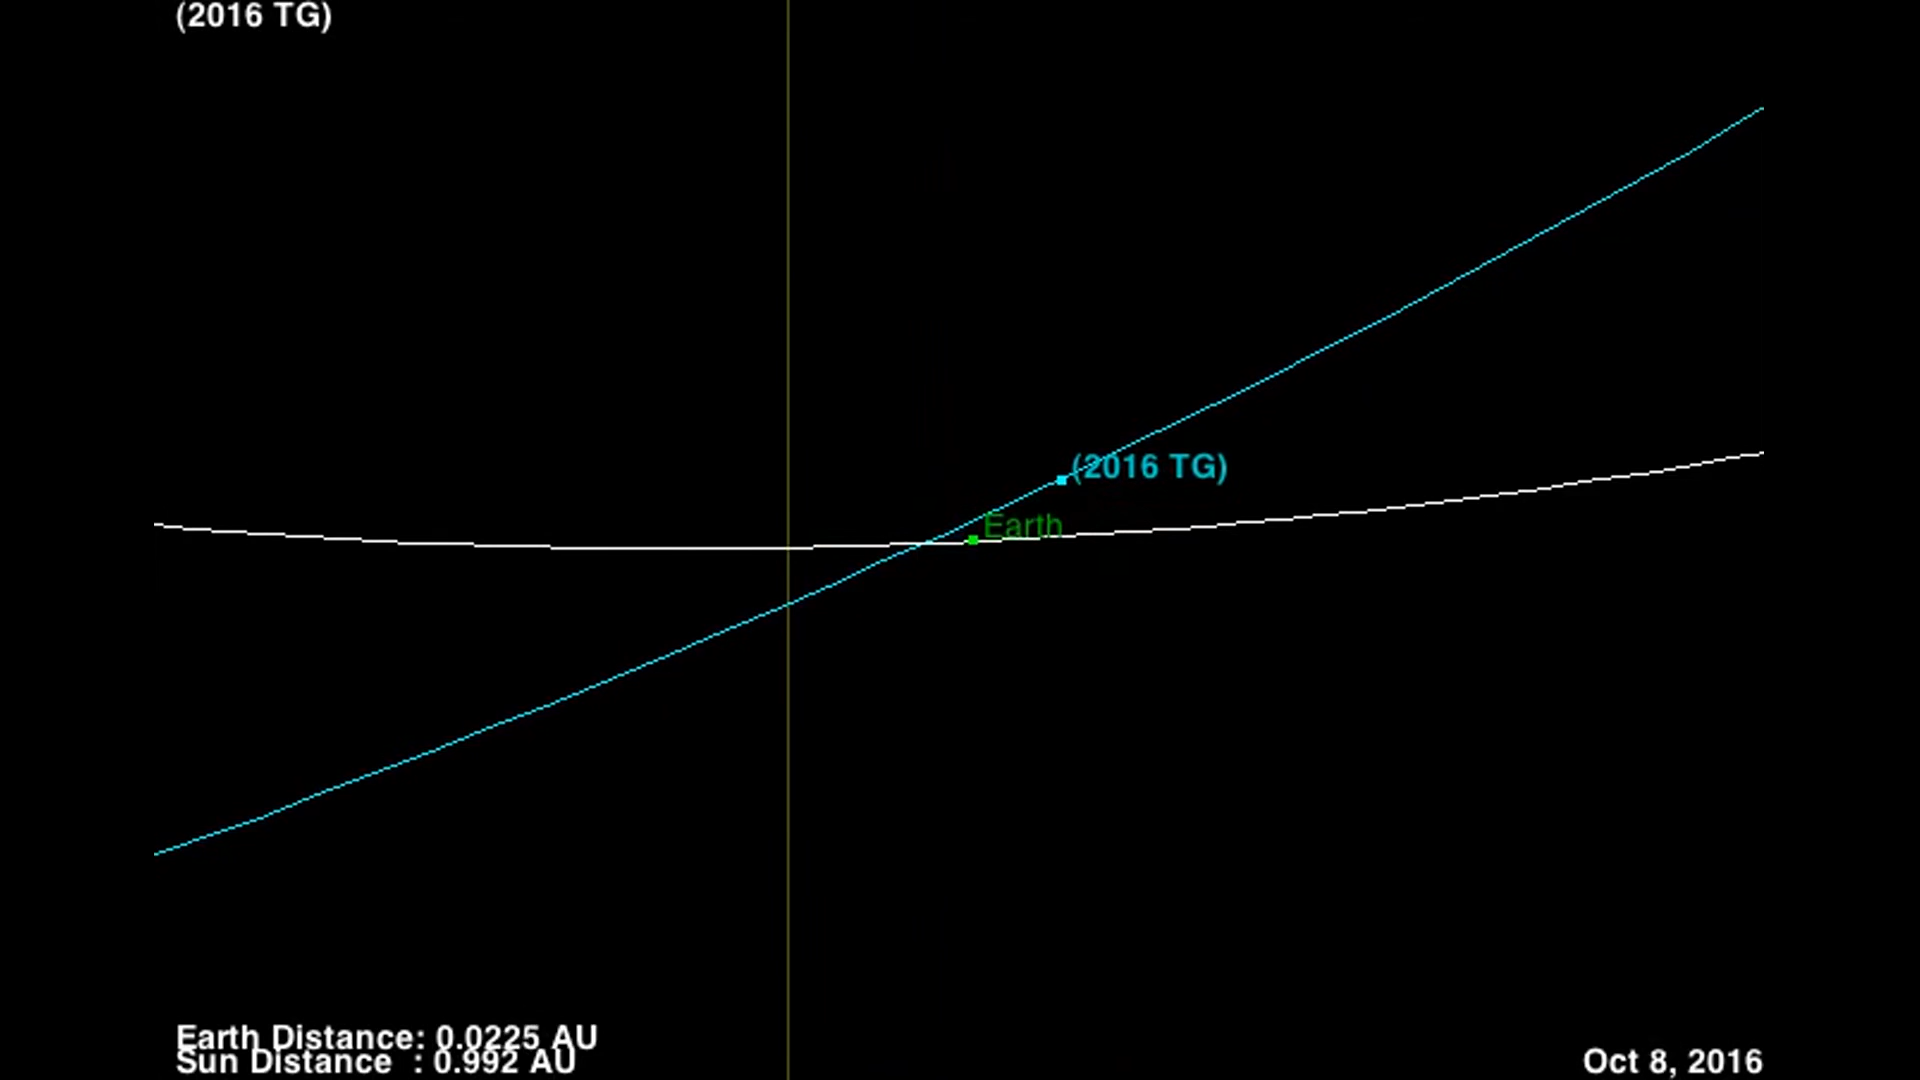 (2016 TG)
(2016 TG)
Earth
Earth Distance: 0.0225 AU
Sun Distance : 0.992 AU
Oct 8, 2016